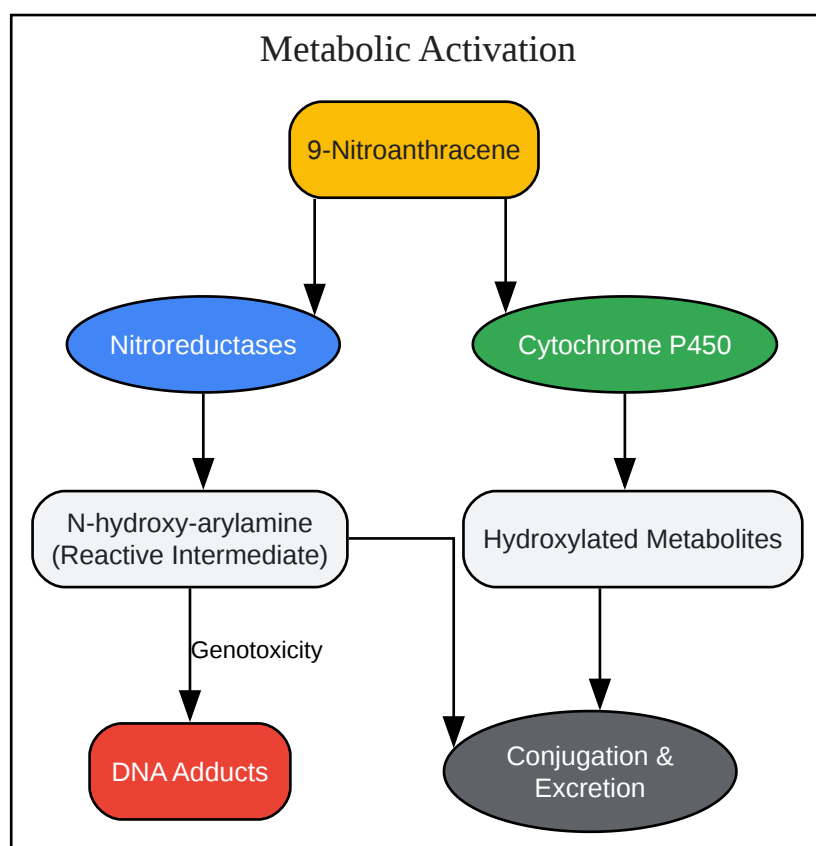 Metabolic Activation
9-Nitroanthracene
Nitroreductases
Cytochrome P450
N-hydroxy-arylamine
(Reactive Intermediate)
Hydroxylated Metabolites
Genotoxicity
DNA Adducts
Conjugation &
Excretion